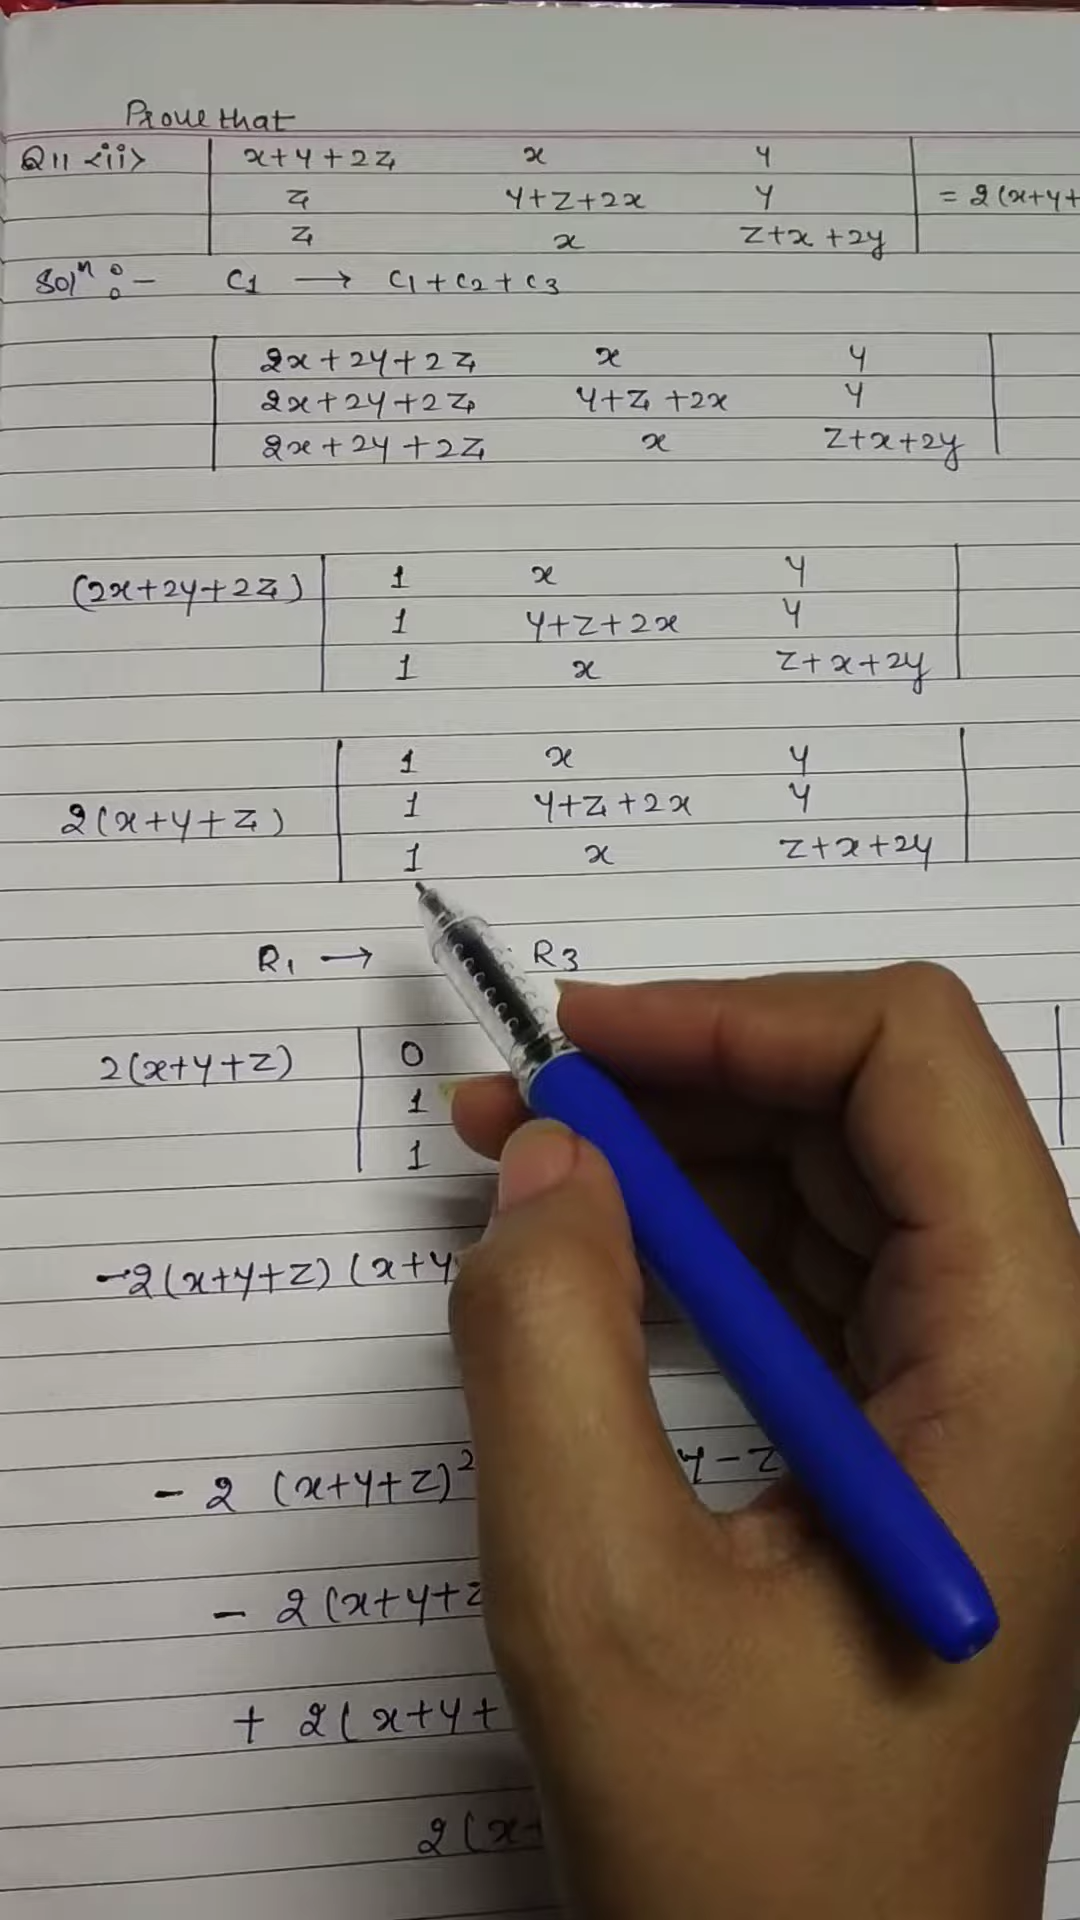 Prove that
Q11 <ii> | x+y+2z x y |
| z y+z+2x y | = 2(x+y+
| z x z+x+2y |
Solⁿ :- C1 → C1+C2+C3
| 2x+2y+2z x y |
| 2x+2y+2z y+z+2x y |
| 2x+2y+2z x z+x+2y |
(2x+2y+2z) | 1 x y |
| 1 y+z+2x y |
| 1 x z+x+2y |
| 1 x y |
2(x+y+z) | 1 y+z+2x y |
| 1 x z+x+2y |
R1 → R3
2(x+y+z) | 0 |
| 1 |
| 1 |
-2(x+y+z)(x+y
- 2 (x+y+z)² y-z
- 2(x+y+z
+ 2(x+y+
2(x+